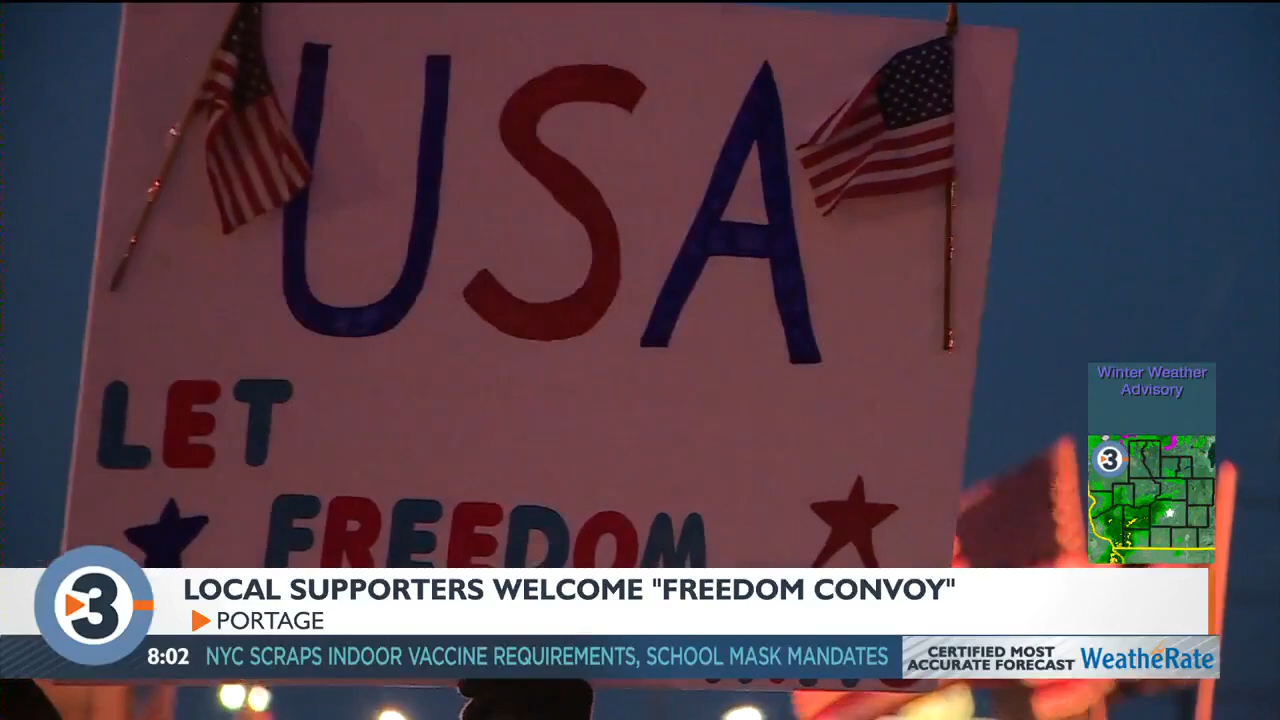 USA
LET
FREEDOM
Winter Weather
Advisory
3
3
LOCAL SUPPORTERS WELCOME "FREEDOM CONVOY"
PORTAGE
8:02 NYC SCRAPS INDOOR VACCINE REQUIREMENTS, SCHOOL MASK MANDATES
CERTIFIED MOST
ACCURATE FORECAST WeatheRate